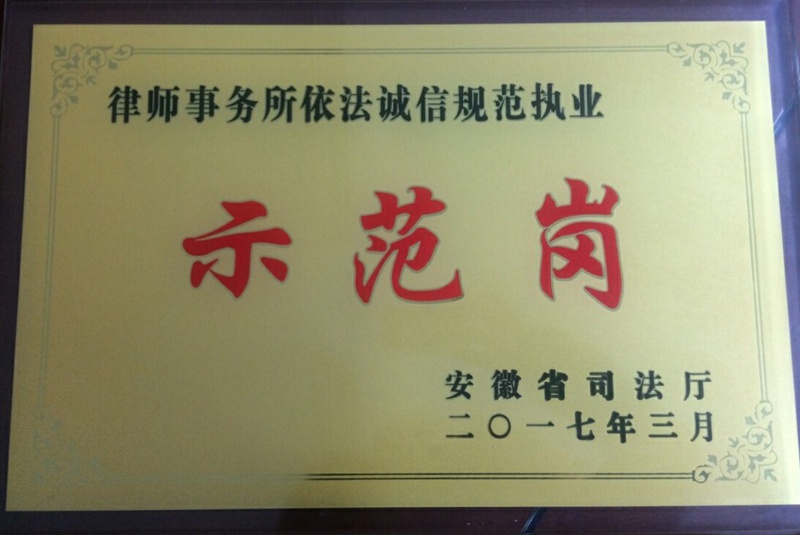 律师事务所依法诚信规范执业
示范岗
安徽省司法厅
二〇一七年三月